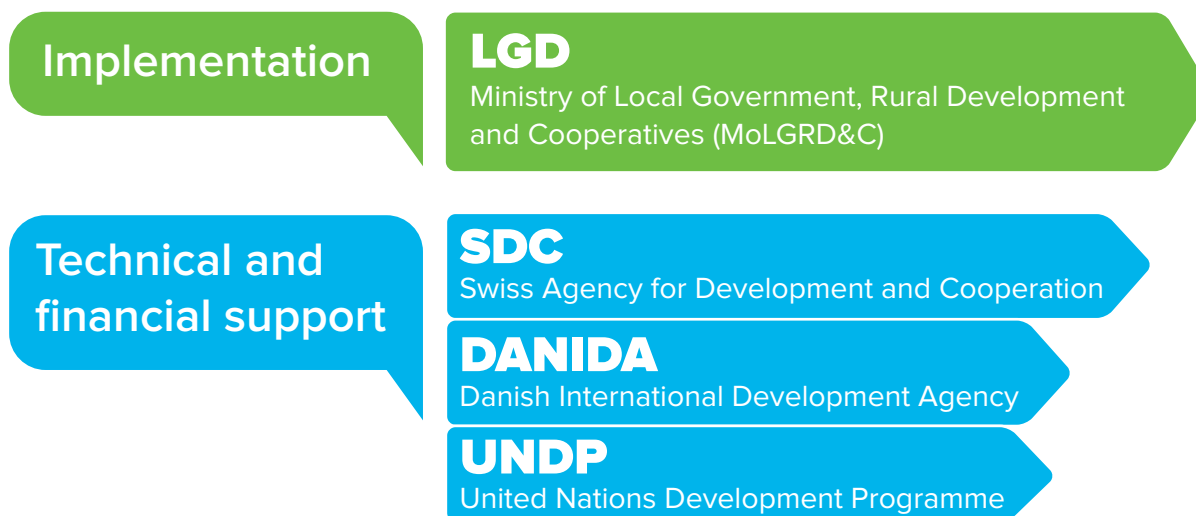 Implementation
LGD
Ministry of Local Government, Rural Development
and Cooperatives (MoLGRD&C)
Technical and
financial support
SDC
Swiss Agency for Development and Cooperation
DANIDA
Danish International Development Agency
UNDP
United Nations Development Programme